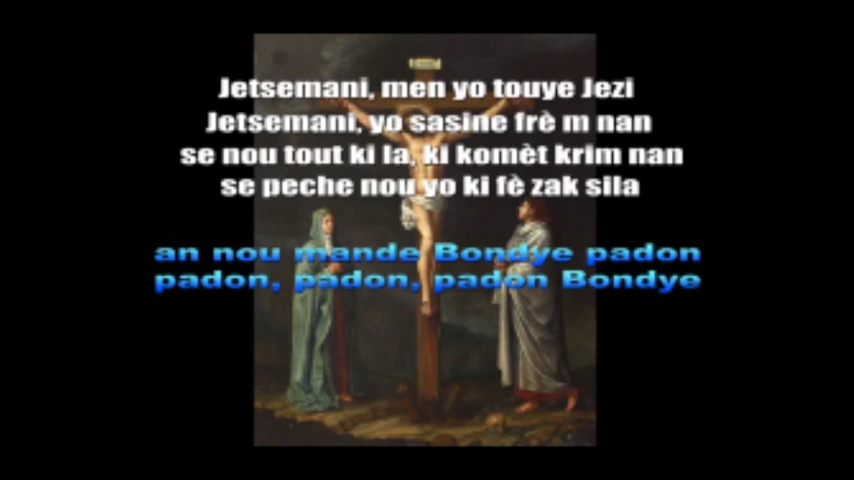 Jetsemani, men yo touye Jezi
Jetsemani, yo sasine frè m nan
se nou tout ki la, ki komèt krim nan
se peche nou yo ki fè zak sila
an nou mande Bondye padon
padon, padon, padon Bondye